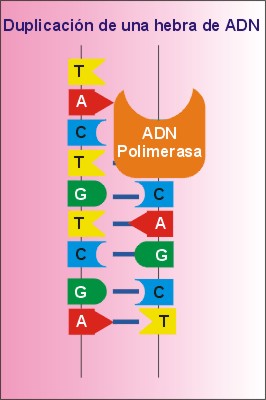 Duplicación de una hebra de ADN
T
A
C
ADN
T
Polimerasa
G C
T A
C G
G C
A T